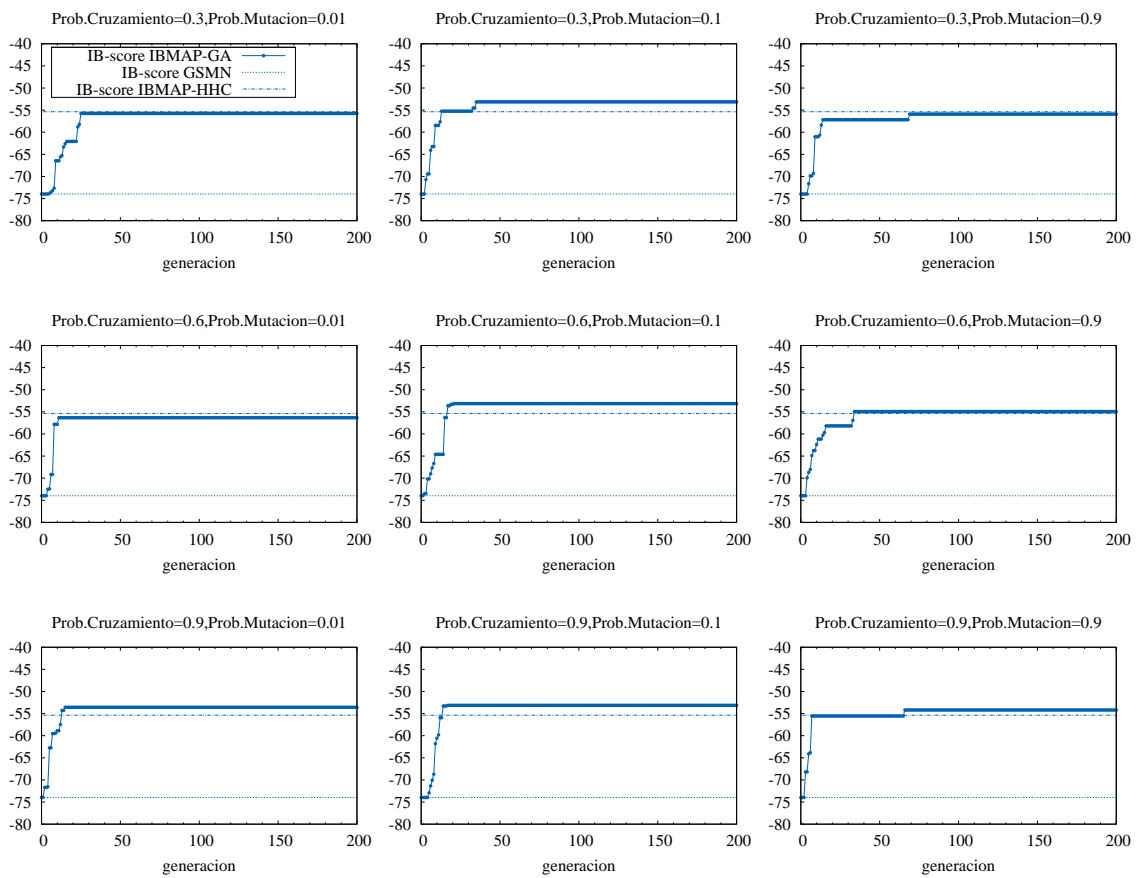 Prob.Cruzamiento=0.3,Prob.Mutacion=0.01
-40
-45
-50
-55
-60
-65
-70
-75
-80
0 50 100 150 200
generacion
IB-score IBMAP-GA
IB-score GSMN
IB-score IBMAP-HHC
Prob.Cruzamiento=0.3,Prob.Mutacion=0.1
-40
-45
-50
-55
-60
-65
-70
-75
-80
0 50 100 150 200
generacion
Prob.Cruzamiento=0.3,Prob.Mutacion=0.9
-40
-45
-50
-55
-60
-65
-70
-75
-80
0 50 100 150 200
generacion
Prob.Cruzamiento=0.6,Prob.Mutacion=0.01
-40
-45
-50
-55
-60
-65
-70
-75
-80
0 50 100 150 200
generacion
Prob.Cruzamiento=0.6,Prob.Mutacion=0.1
-40
-45
-50
-55
-60
-65
-70
-75
-80
0 50 100 150 200
generacion
Prob.Cruzamiento=0.6,Prob.Mutacion=0.9
-40
-45
-50
-55
-60
-65
-70
-75
-80
0 50 100 150 200
generacion
Prob.Cruzamiento=0.9,Prob.Mutacion=0.01
-40
-45
-50
-55
-60
-65
-70
-75
-80
0 50 100 150 200
generacion
Prob.Cruzamiento=0.9,Prob.Mutacion=0.1
-40
-45
-50
-55
-60
-65
-70
-75
-80
0 50 100 150 200
generacion
Prob.Cruzamiento=0.9,Prob.Mutacion=0.9
-40
-45
-50
-55
-60
-65
-70
-75
-80
0 50 100 150 200
generacion